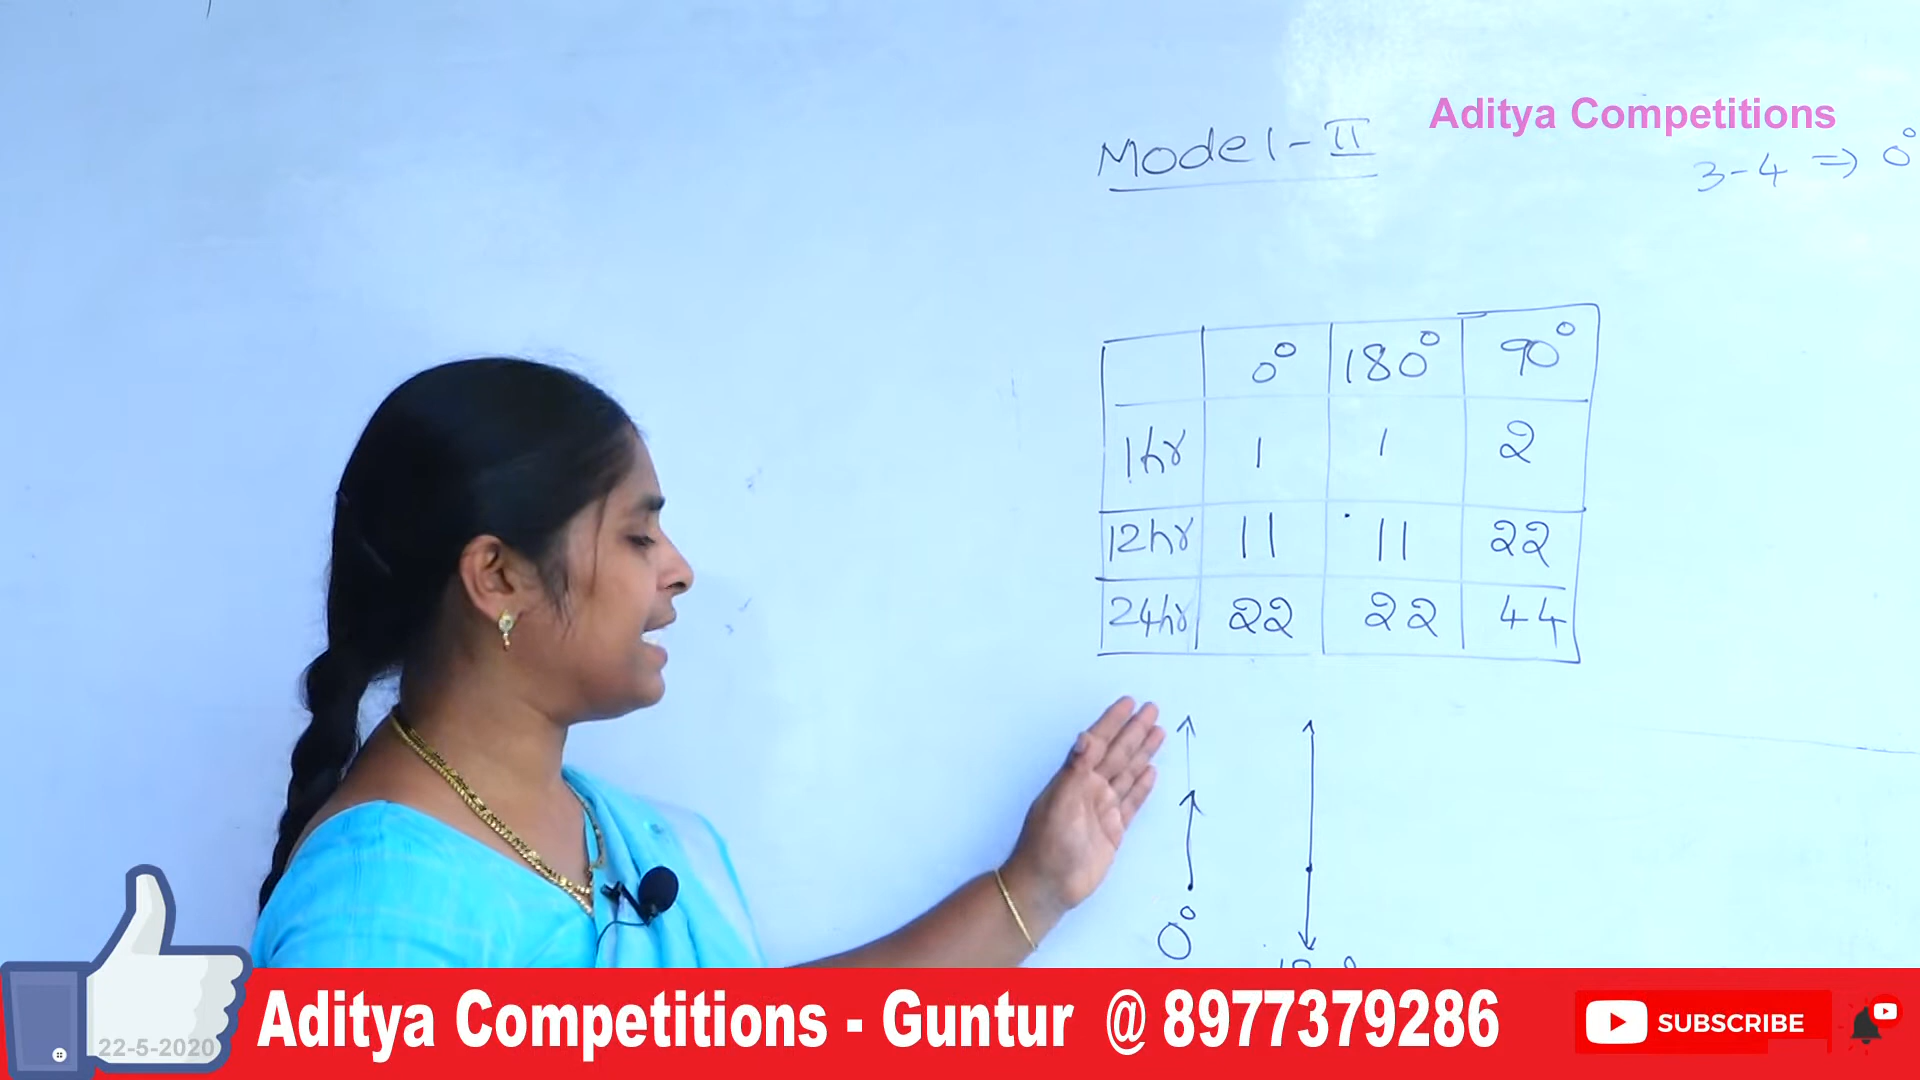 Aditya Competitions
Model - II
3-4 => 0°
0° 180° 90°
1hr 1 1 2
12hr 11 11 22
24hr 22 22 44
0°
Aditya Competitions - Guntur @ 8977379286
SUBSCRIBE
22-5-2020